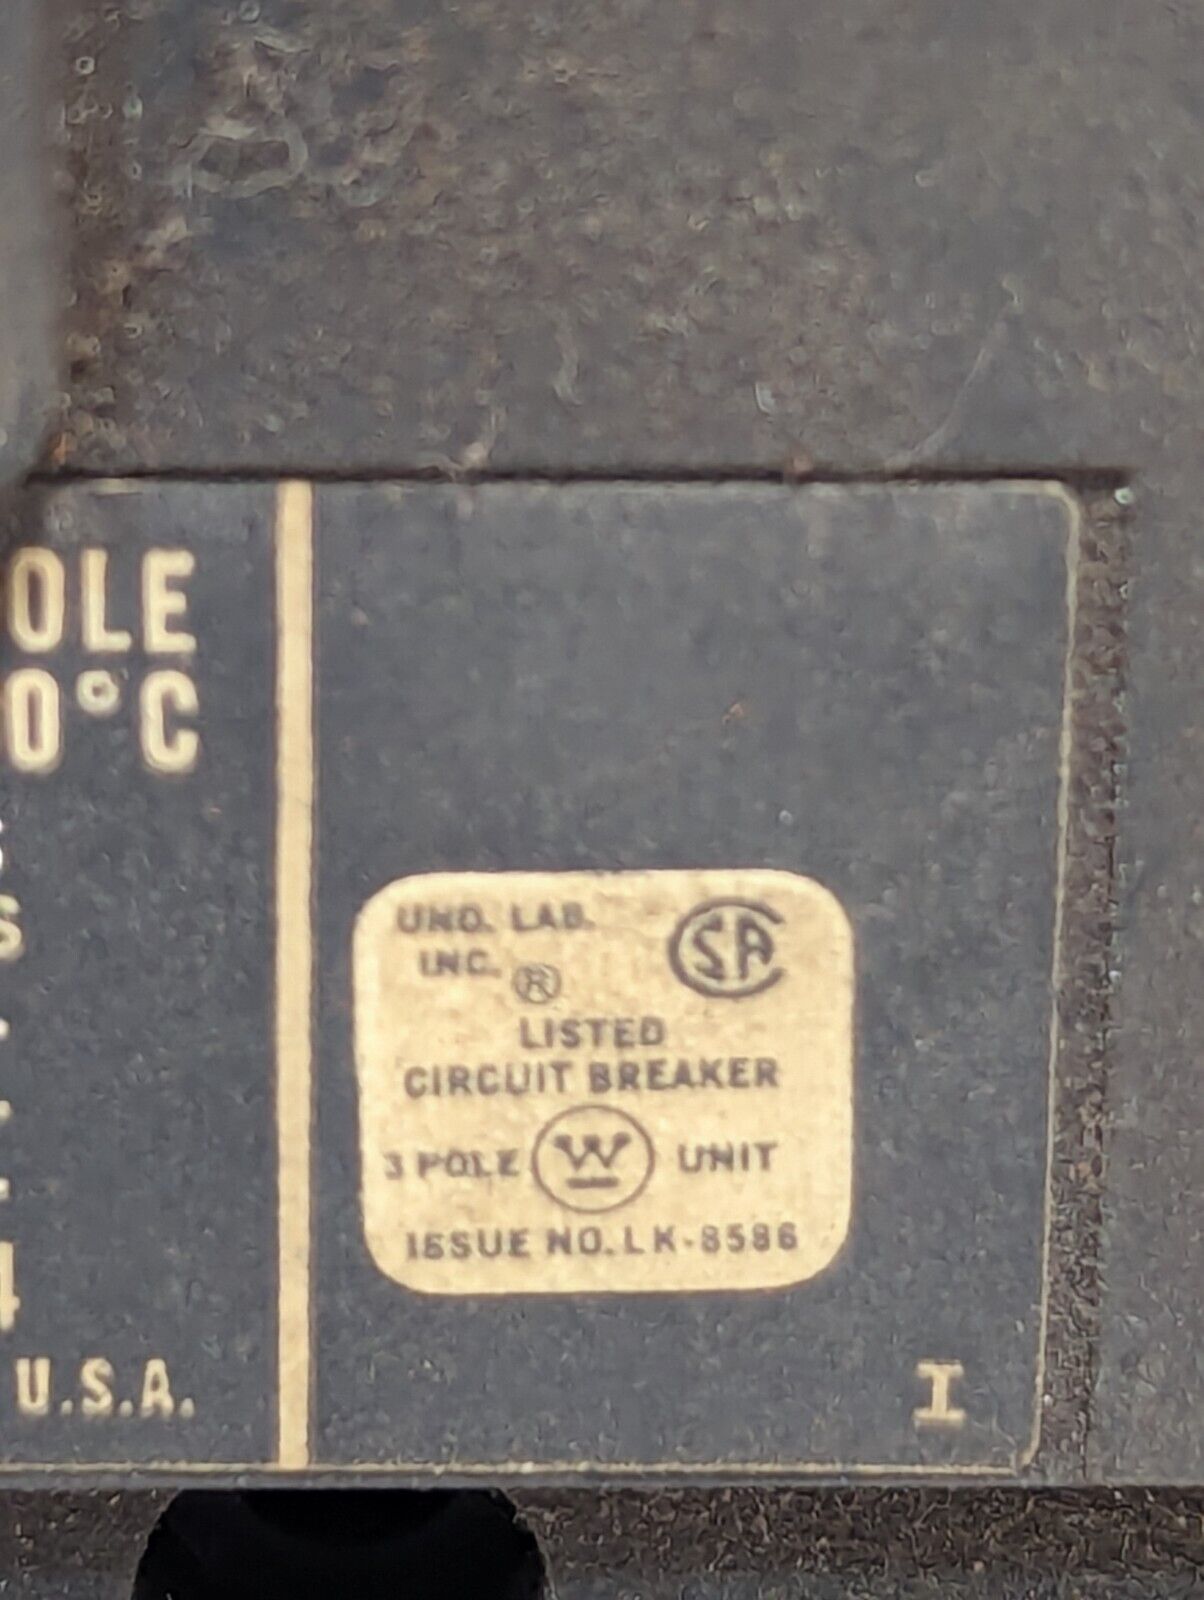 OLE
0°C
S
4
U.S.A.
UND. LAB.
INC. ®
SA
LISTED
CIRCUIT BREAKER
3 POLE W UNIT
ISSUE NO. LK-8586
I